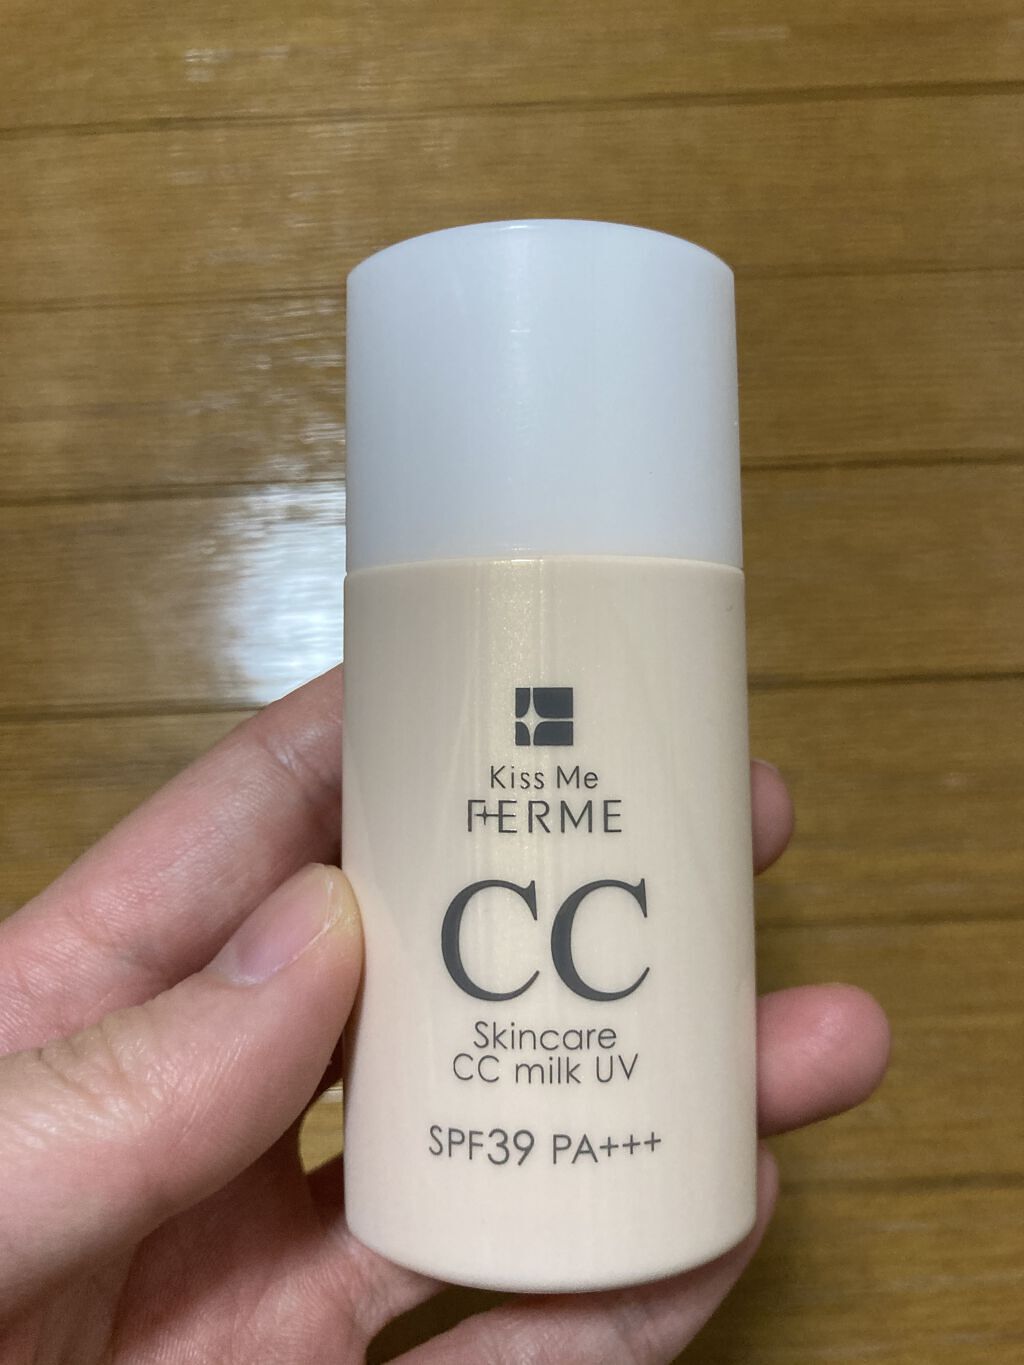 Kiss Me
FERME
CC
Skincare
CC milk UV
SPF39 PA+++